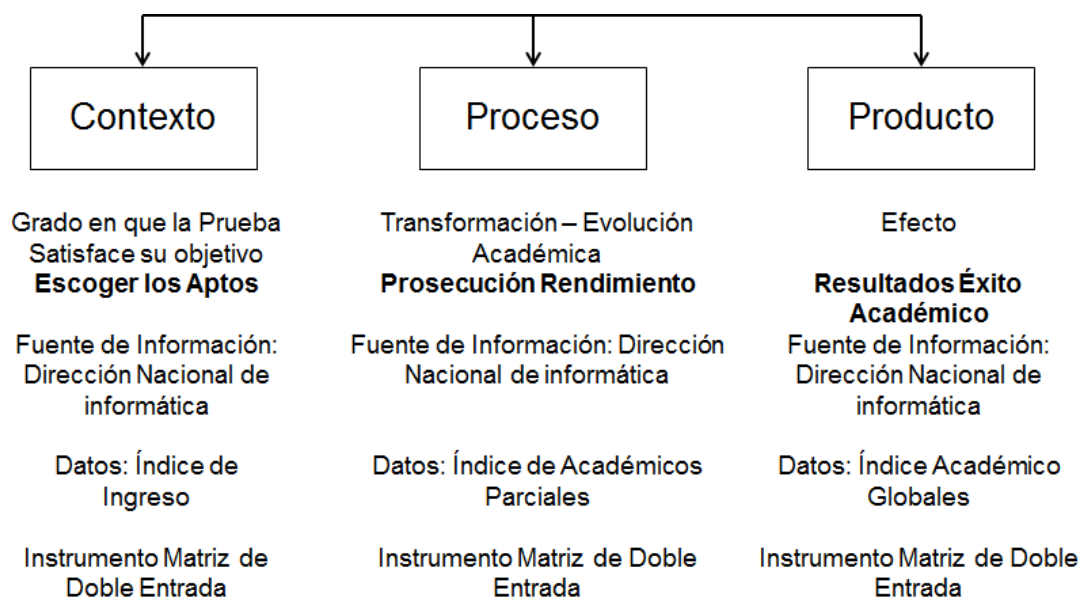 Contexto
Grado en que la Prueba
Satisface su objetivo
Escoger los Aptos
Fuente de Información:
Dirección Nacional de
informática
Datos: Índice de
Ingreso
Instrumento Matriz de
Doble Entrada
Proceso
Transformación – Evolución
Académica
Prosecución Rendimiento
Fuente de Información: Dirección
Nacional de informática
Datos: Índice de Académicos
Parciales
Instrumento Matriz de Doble
Entrada
Producto
Efecto
Resultados Éxito
Académico
Fuente de Información:
Dirección Nacional de
informática
Datos: Índice Académico
Globales
Instrumento Matriz de Doble
Entrada